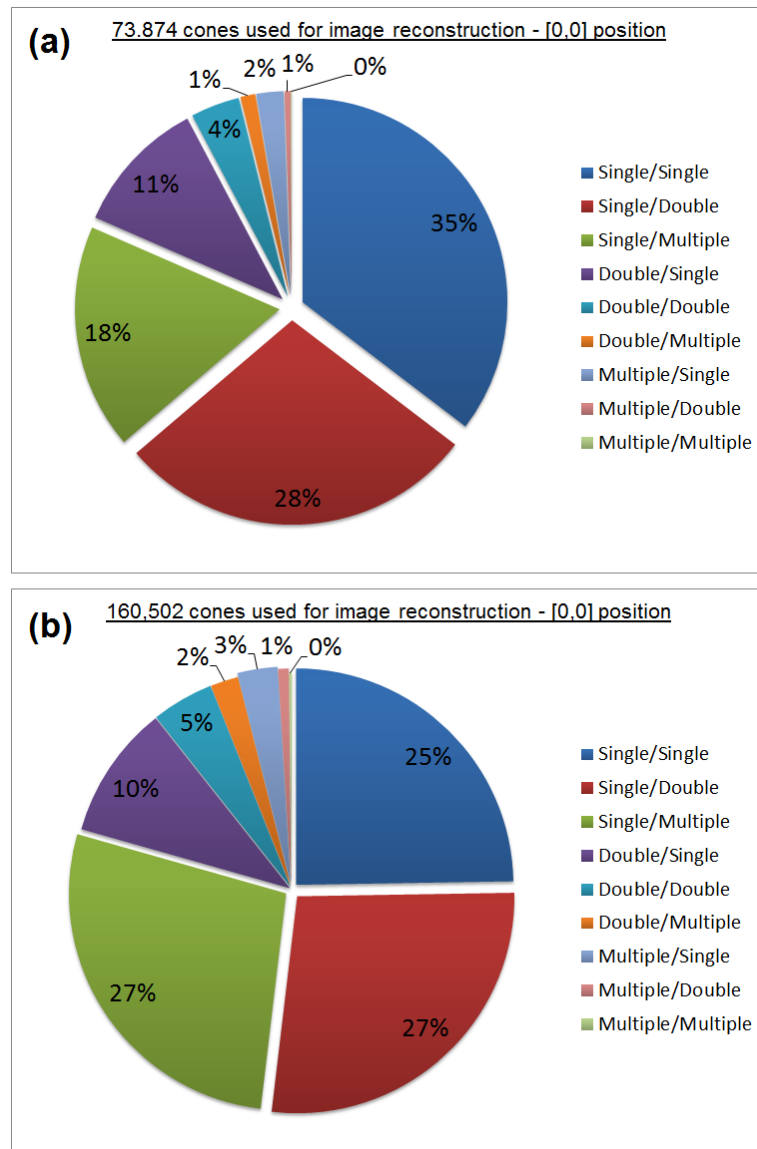 (a)
73.874 cones used for image reconstruction - [0,0] position
1%
2%
1%
0%
4%
11%
35%
18%
28%
Single/Single
Single/Double
Single/Multiple
Double/Single
Double/Double
Double/Multiple
Multiple/Single
Multiple/Double
Multiple/Multiple
(b)
160,502 cones used for image reconstruction - [0,0] position
2%
3%
1%
0%
5%
10%
25%
27%
27%
Single/Single
Single/Double
Single/Multiple
Double/Single
Double/Double
Double/Multiple
Multiple/Single
Multiple/Double
Multiple/Multiple